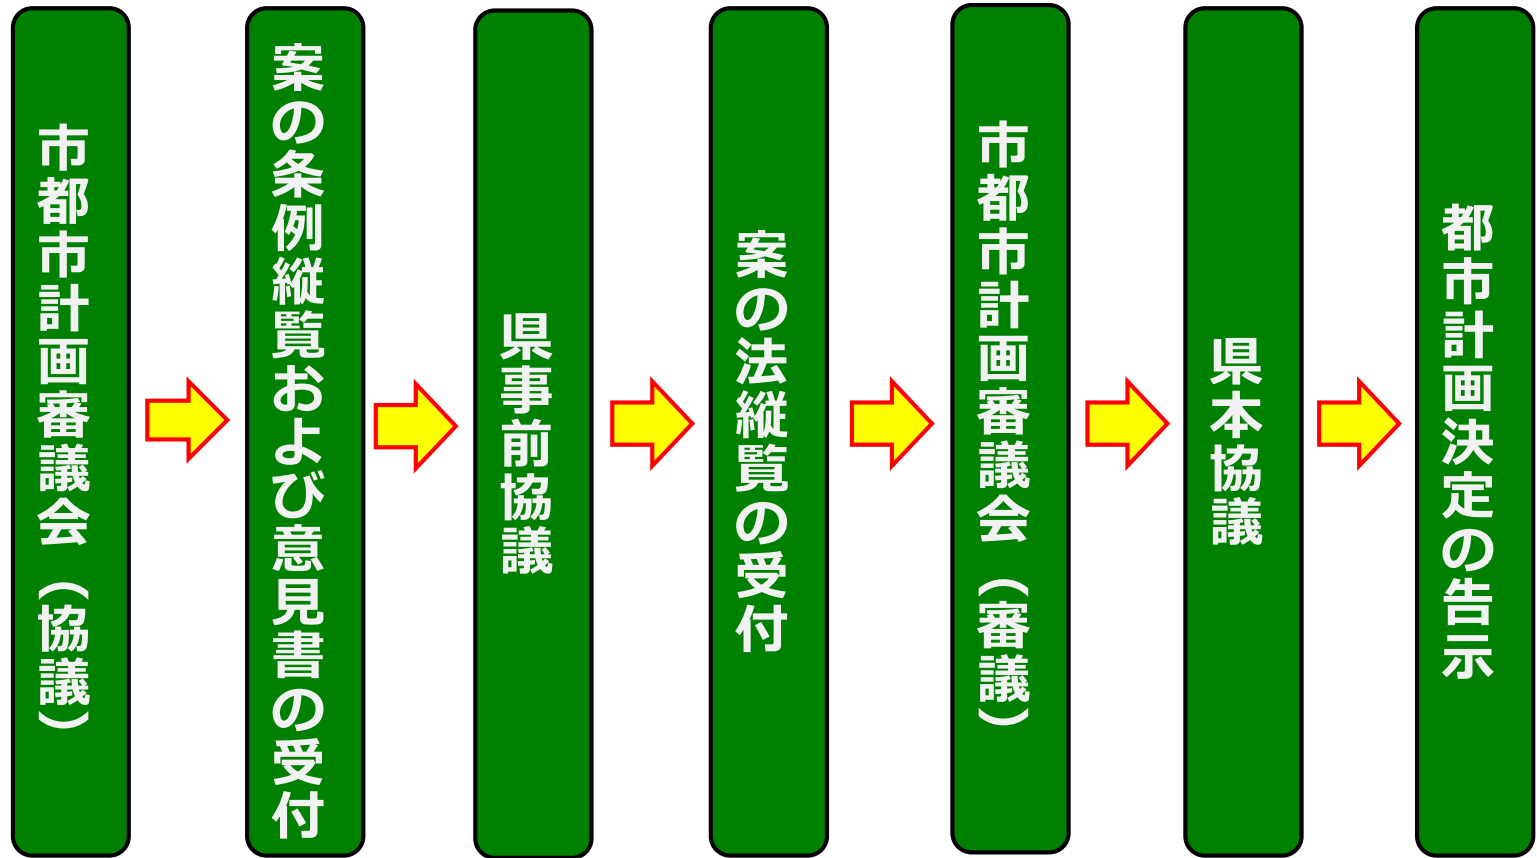 市都市計画審議会（協議）
案の条例縦覧および意見書の受付
県事前協議
案の法縦覧の受付
市都市計画審議会（審議）
県本協議
都市計画決定の告示